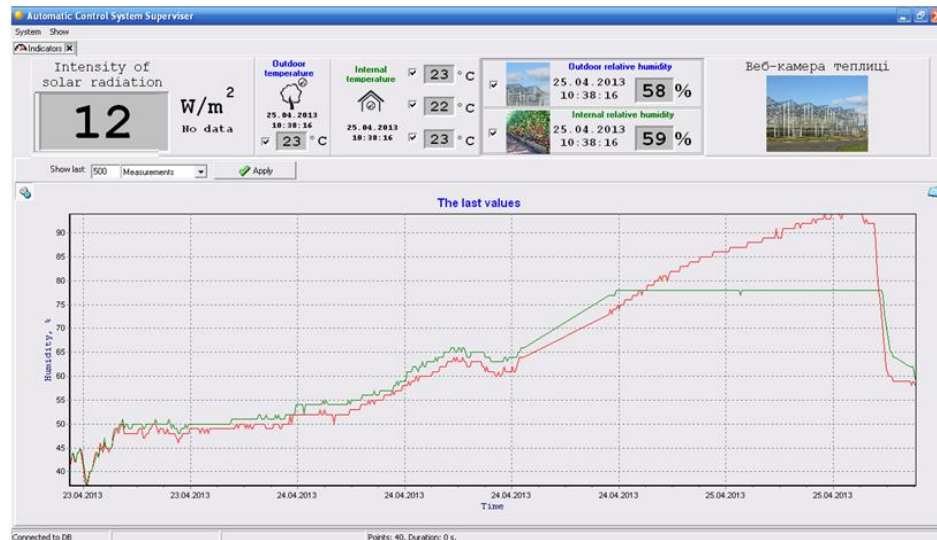 Automatic Control System Superviser
System Show
Indicators
Intensity of
solar radiation
12
W/m2
No data
Outdoor
temperature
25.04.2013
10:38:16
23 °C
Internal
temperature
25.04.2013
10:38:16
23 °C
22 °C
23 °C
Outdoor relative humidity
25.04.2013
10:38:16
58 %
Internal relative humidity
25.04.2013
10:38:16
59 %
Веб-камера теплиці
Show last: 500 Measurements Apply
The last values
90
85
80
75
70
65
60
55
50
45
40
Humidity, %
23.04.2013 23.04.2013 24.04.2013 24.04.2013 24.04.2013 24.04.2013 25.04.2013 25.04.2013
Time
Connected to DB
Points: 40, Duration: 0 s.